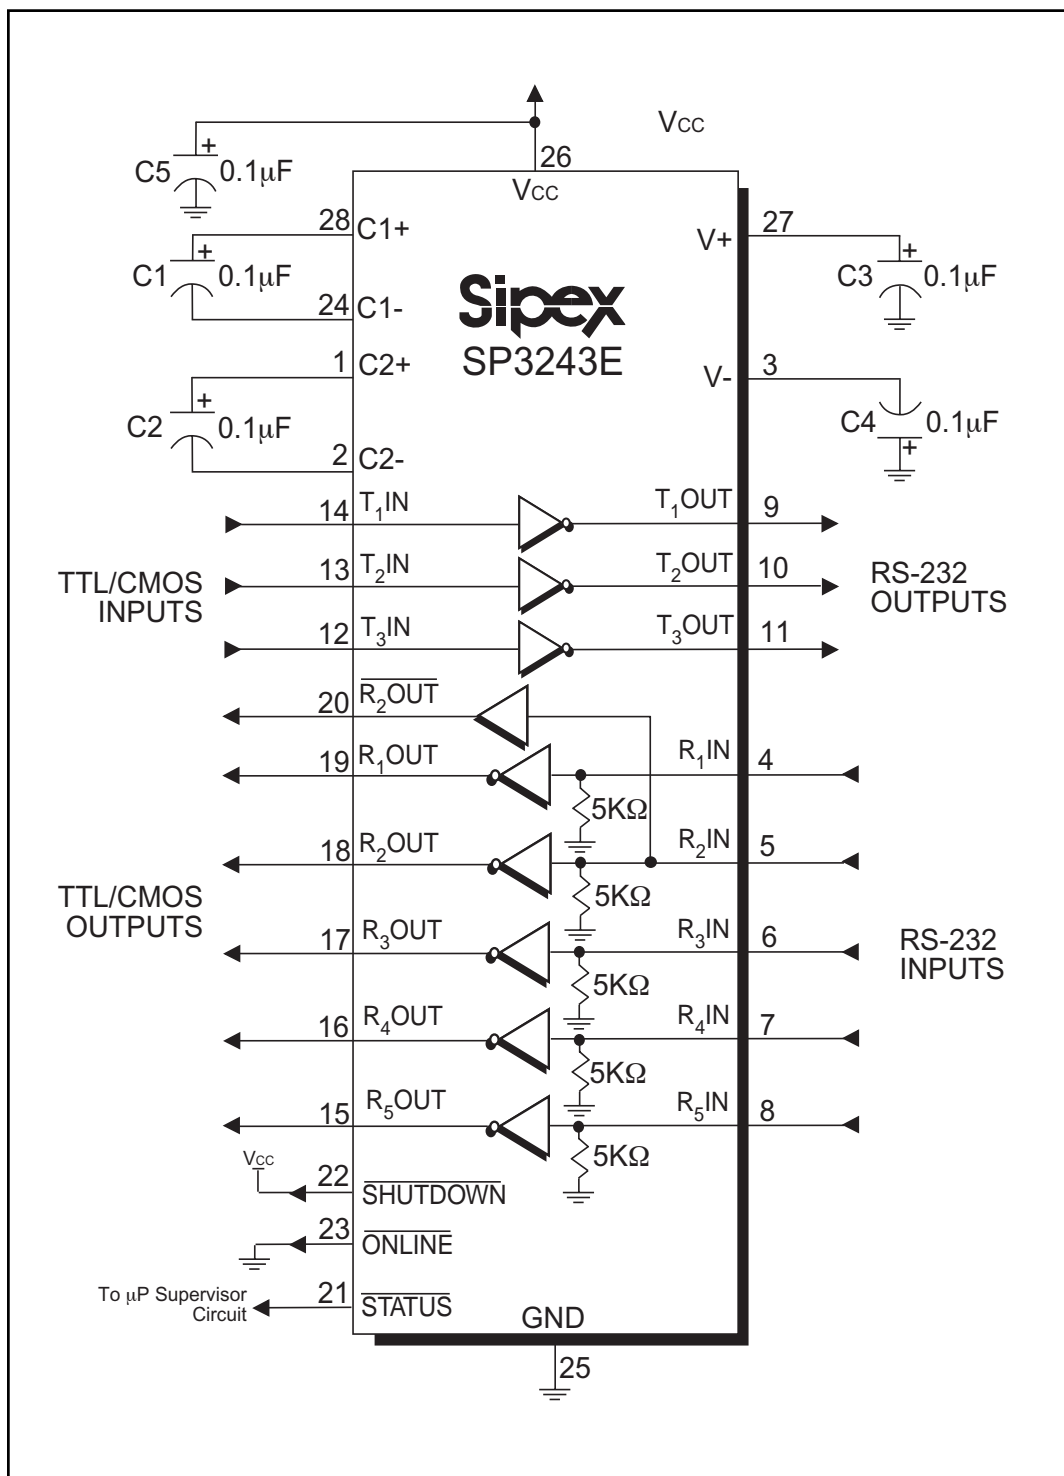 VCC
26
VCC
C5 + 0.1μF
28 C1+
C1 + 0.1μF
24 C1-
V+ 27
C3 + 0.1μF
Sipex
SP3243E
1 C2+
C2 + 0.1μF
2 C2-
V- 3
C4 0.1μF +
14 T1IN T1OUT 9
13 T2IN T2OUT 10
12 T3IN T3OUT 11
TTL/CMOS
INPUTS
RS-232
OUTPUTS
20 R2OUT
19 R1OUT R1IN 4
5KΩ
18 R2OUT R2IN 5
5KΩ
TTL/CMOS
OUTPUTS
17 R3OUT R3IN 6
5KΩ
RS-232
INPUTS
16 R4OUT R4IN 7
5KΩ
15 R5OUT R5IN 8
5KΩ
VCC
22 SHUTDOWN
23 ONLINE
To μP Supervisor
Circuit
21 STATUS
GND
25